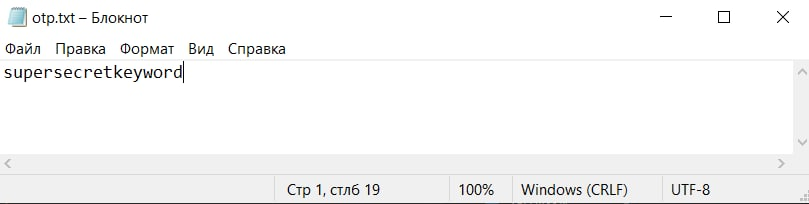 otp.txt – Блокнот
Файл Правка Формат Вид Справка
supersecretkeyword
Стр 1, стлб 19 100% Windows (CRLF) UTF-8